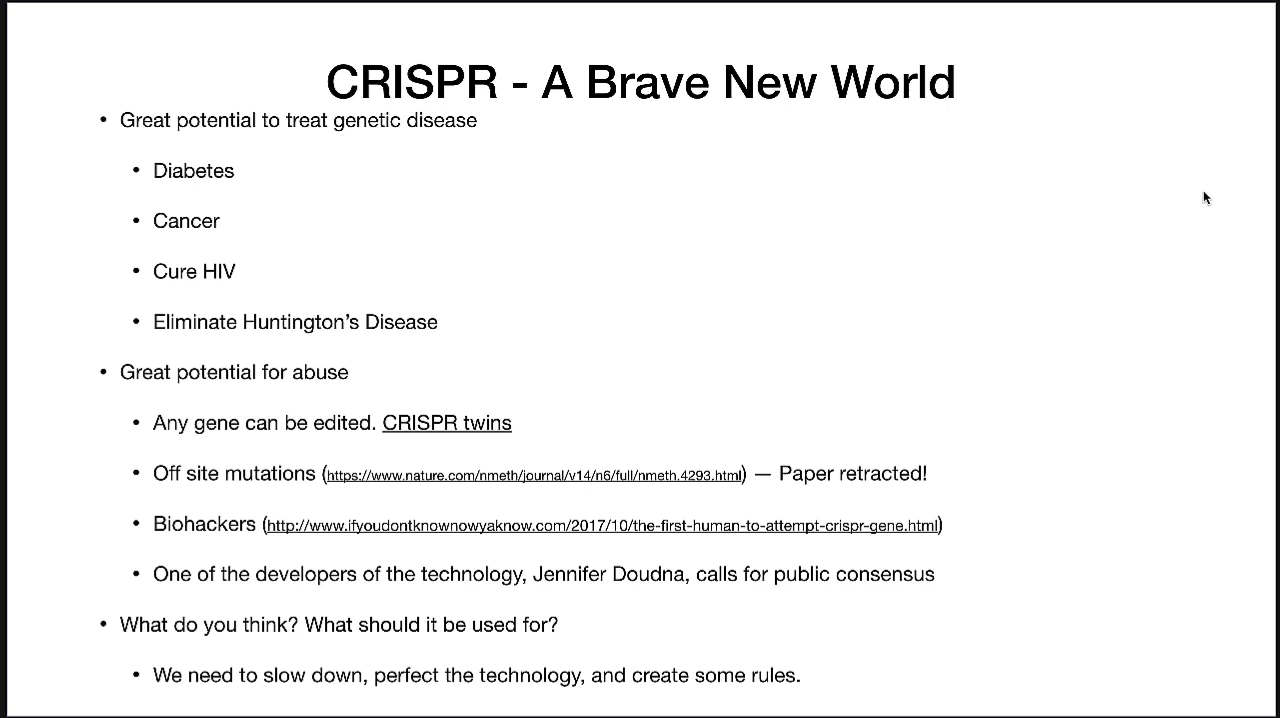 CRISPR - A Brave New World
• Great potential to treat genetic disease
• Diabetes
• Cancer
• Cure HIV
• Eliminate Huntington’s Disease
• Great potential for abuse
• Any gene can be edited. CRISPR twins
• Off site mutations (https://www.nature.com/nmeth/journal/v14/n6/full/nmeth.4293.html) — Paper retracted!
• Biohackers (http://www.ifyoudontknownowyaknow.com/2017/10/the-first-human-to-attempt-crispr-gene.html)
• One of the developers of the technology, Jennifer Doudna, calls for public consensus
• What do you think? What should it be used for?
• We need to slow down, perfect the technology, and create some rules.